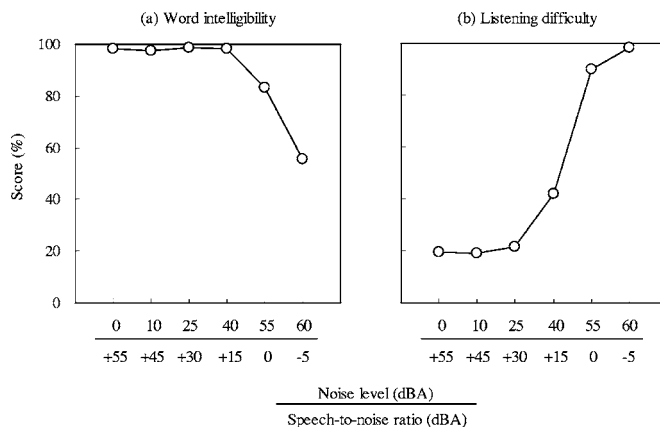 (a) Word intelligibility
(b) Listening difficulty
Score (%)
100
80
60
40
20
0
0 10 25 40 55 60
+55 +45 +30 +15 0 -5
0 10 25 40 55 60
+55 +45 +30 +15 0 -5
Noise level (dBA)
Speech-to-noise ratio (dBA)